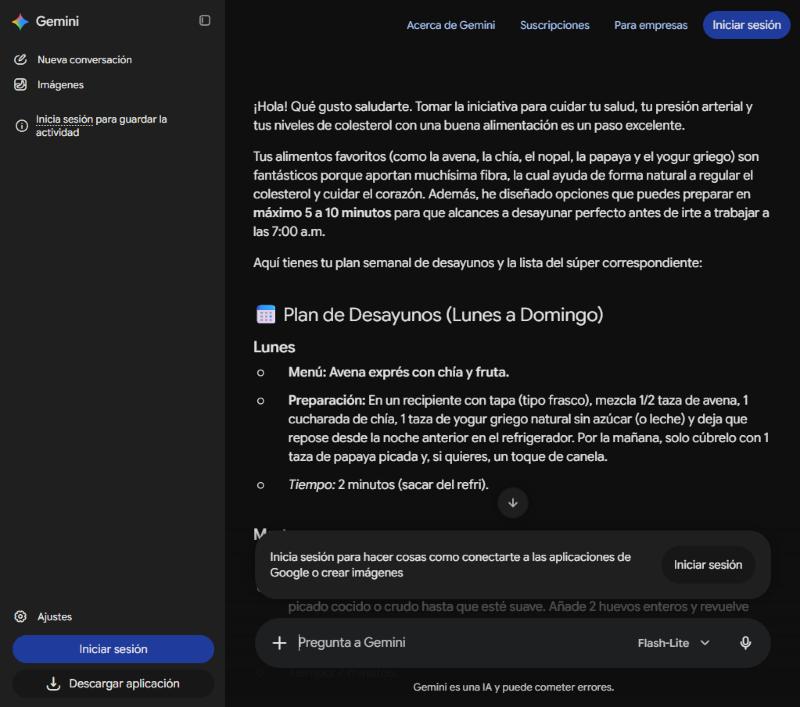 Gemini
Acerca de Gemini
Suscripciones
Para empresas
Iniciar sesión
Nueva conversación
Imágenes
Inicia sesión para guardar la
actividad
¡Hola! Qué gusto saludarte. Tomar la iniciativa para cuidar tu salud, tu presión arterial y
tus niveles de colesterol con una buena alimentación es un paso excelente.
Tus alimentos favoritos (como la avena, la chía, el nopal, la papaya y el yogur griego) son
fantásticos porque aportan muchísima fibra, la cual ayuda de forma natural a regular el
colesterol y cuidar el corazón. Además, he diseñado opciones que puedes preparar en
máximo 5 a 10 minutos para que alcances a desayunar perfecto antes de irte a trabajar a
las 7:00 a.m.
Aquí tienes tu plan semanal de desayunos y la lista del súper correspondiente:
Plan de Desayunos (Lunes a Domingo)
Lunes
Menú: Avena exprés con chía y fruta.
Preparación: En un recipiente con tapa (tipo frasco), mezcla 1/2 taza de avena, 1
cucharada de chía, 1 taza de yogur griego natural sin azúcar (o leche) y deja que
repose desde la noche anterior en el refrigerador. Por la mañana, solo cúbrelo con 1
taza de papaya picada y, si quieres, un toque de canela.
Tiempo: 2 minutos (sacar del refri).
Inicia sesión para hacer cosas como conectarte a las aplicaciones de
Google o crear imágenes
Iniciar sesión
picado cocido o crudo hasta que esté suave. Añade 2 huevos enteros y revuelve
Pregunta a Gemini
Flash-Lite
Gemini es una IA y puede cometer errores.
Ajustes
Iniciar sesión
Descargar aplicación